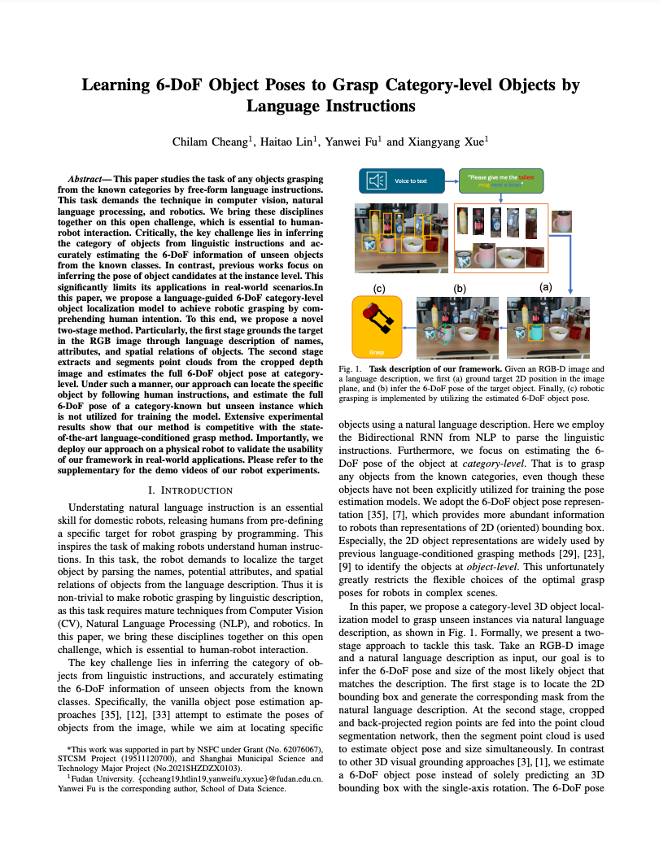 Learning 6-DoF Object Poses to Grasp Category-level Objects by
Language Instructions
Chilam Cheang1, Haitao Lin1, Yanwei Fu1 and Xiangyang Xue1
Abstract— This paper studies the task of any objects grasping
from the known categories by free-form language instructions.
This task demands the technique in computer vision, natural
language processing, and robotics. We bring these disciplines
together on this open challenge, which is essential to human-
robot interaction. Critically, the key challenge lies in inferring
the category of objects from linguistic instructions and ac-
curately estimating the 6-DoF information of unseen objects
from the known classes. In contrast, previous works focus on
inferring the pose of object candidates at the instance level. This
significantly limits its applications in real-world scenarios.In
this paper, we propose a language-guided 6-DoF category-level
object localization model to achieve robotic grasping by com-
prehending human intention. To this end, we propose a novel
two-stage method. Particularly, the first stage grounds the target
in the RGB image through language description of names,
attributes, and spatial relations of objects. The second stage
extracts and segments point clouds from the cropped depth
image and estimates the full 6-DoF object pose at category-
level. Under such a manner, our approach can locate the specific
object by following human instructions, and estimate the full
6-DoF pose of a category-known but unseen instance which
is not utilized for training the model. Extensive experimental
results show that our method is competitive with the state-
of-the-art language-conditioned grasp method. Importantly, we
deploy our approach on a physical robot to validate the usability
of our framework in real-world applications. Please refer to the
supplementary for the demo videos of our robot experiments.
I. INTRODUCTION
Understating natural language instruction is an essential
skill for domestic robots, releasing humans from pre-defining
a specific target for robot grasping by programming. This
inspires the task of making robots understand human instruc-
tions. In this task, the robot demands to localize the target
object by parsing the names, potential attributes, and spatial
relations of objects from the language description. Thus it is
non-trivial to make robotic grasping by linguistic description,
as this task requires mature techniques from Computer Vision
(CV), Natural Language Processing (NLP), and robotics. In
this paper, we bring these disciplines together on this open
challenge, which is essential to human-robot interaction.
The key challenge lies in inferring the category of ob-
jects from linguistic instructions, and accurately estimating
the 6-DoF information of unseen objects from the known
classes. Specifically, the vanilla object pose estimation ap-
proaches [35], [12], [33] attempt to estimate the poses of
objects from the image, while we aim at locating specific
*This work was supported in part by NSFC under Grant (No. 62076067),
STCSM Project (19511120700), and Shanghai Municipal Science and
Technology Major Project (No.2021SHZDZX0103).
1Fudan University. {ccheang19,htlin19,yanweifu,xyxue}@fudan.edu.cn.
Yanwei Fu is the corresponding author, School of Data Science.
Voice to text
"Please give me the tallest
(c)
(b)
(a)
Grasp
Fig. 1. Task description of our framework. Given an RGB-D image and
a language description, we first (a) ground target 2D position in the image
plane, and (b) infer the 6-DoF pose of the target object. Finally, (c) robotic
grasping is implemented by utilizing the estimated 6-DoF object pose.
objects using a natural language description. Here we employ
the Bidirectional RNN from NLP to parse the linguistic
instructions. Furthermore, we focus on estimating the 6-
DoF pose of the object at category-level. That is to grasp
any objects from the known categories, even though these
objects have not been explicitly utilized for training the pose
estimation models. We adopt the 6-DoF object pose represen-
tation [35], [7], which provides more abundant information
to robots than representations of 2D (oriented) bounding box.
Especially, the 2D object representations are widely used by
previous language-conditioned grasping methods [29], [23],
[9] to identify the objects at object-level. This unfortunately
greatly restricts the flexible choices of the optimal grasp
poses for robots in complex scenes.
In this paper, we propose a category-level 3D object local-
ization model to grasp unseen instances via natural language
description, as shown in Fig. 1. Formally, we present a two-
stage approach to tackle this task. Take an RGB-D image
and a natural language description as input, our goal is to
infer the 6-DoF pose and size of the most likely object that
matches the description. The first stage is to locate the 2D
bounding box and generate the corresponding mask from the
natural language description. At the second stage, cropped
and back-projected region points are fed into the point cloud
segmentation network, then the segment point cloud is used
to estimate object pose and size simultaneously. In contrast
to other 3D visual grounding approaches [3], [1], we estimate
a 6-DoF object pose instead of solely predicting an 3D
bounding box with the single-axis rotation. The 6-DoF pose